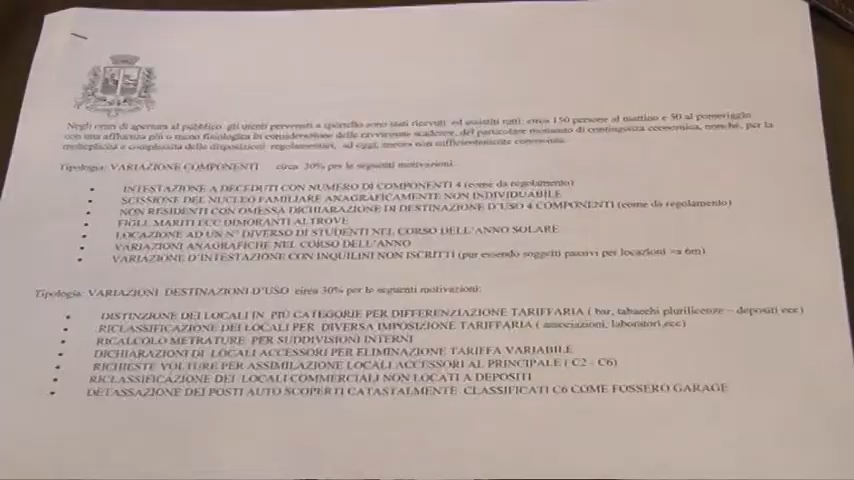 Negli orari di apertura al pubblico gli utenti pervenuti a sportello sono stati ricevuti ed assistiti tutti: circa 150 persone al mattino e 50 al pomeriggio
con una affluenza più o meno fisiologica in considerazione delle ravvicinate scadenze, del particolare momento di contingenza economica, nonché, per la
molteplicità e complessità delle disposizioni regolamentari, ad oggi, ancora non sufficientemente conosciute.
Tipologia: VARIAZIONE COMPONENTI circa 30% per le seguenti motivazioni:
• INTESTAZIONE A DECEDUTI CON NUMERO DI COMPONENTI 4 (come da regolamento)
• SCISSIONE DEL NUCLEO FAMILIARE ANAGRAFICAMENTE NON INDIVIDUABILE
• NON RESIDENTI CON OMESSA DICHIARAZIONE DI DESTINAZIONE D'USO 4 COMPONENTI (come da regolamento)
• FIGLI, MARITI ECC DIMORANTI ALTROVE
• LOCAZIONE AD UN N° DIVERSO DI STUDENTI NEL CORSO DELL'ANNO SOLARE
• VARIAZIONI ANAGRAFICHE NEL CORSO DELL'ANNO
• VARIAZIONE D'INTESTAZIONE CON INQUILINI NON ISCRITTI (pur essendo soggetti passivi per locazioni >a 6m)
Tipologia: VARIAZIONI DESTINAZIONI D'USO circa 30% per le seguenti motivazioni:
• DISTINZIONE DEI LOCALI IN PIÙ CATEGORIE PER DIFFERENZIAZIONE TARIFFARIA ( bar, tabacchi plurilicenze – depositi ecc)
• RICLASSIFICAZIONE DEI LOCALI PER DIVERSA IMPOSIZIONE TARIFFARIA ( associazioni, laboratori,ecc)
• RICALCOLO METRATURE PER SUDDIVISIONI INTERNI
• DICHIARAZIONI DI LOCALI ACCESSORI PER ELIMINAZIONE TARIFFA VARIABILE
• RICHIESTE VOLTURE PER ASSIMILAZIONE LOCALI ACCESSORI AL PRINCIPALE ( C2 – C6)
• RICLASSIFICAZIONE DEI LOCALI COMMERCIALI NON LOCATI A DEPOSITI
• DETASSAZIONE DEI POSTI AUTO SCOPERTI CATASTALMENTE CLASSIFICATI C6 COME FOSSERO GARAGE